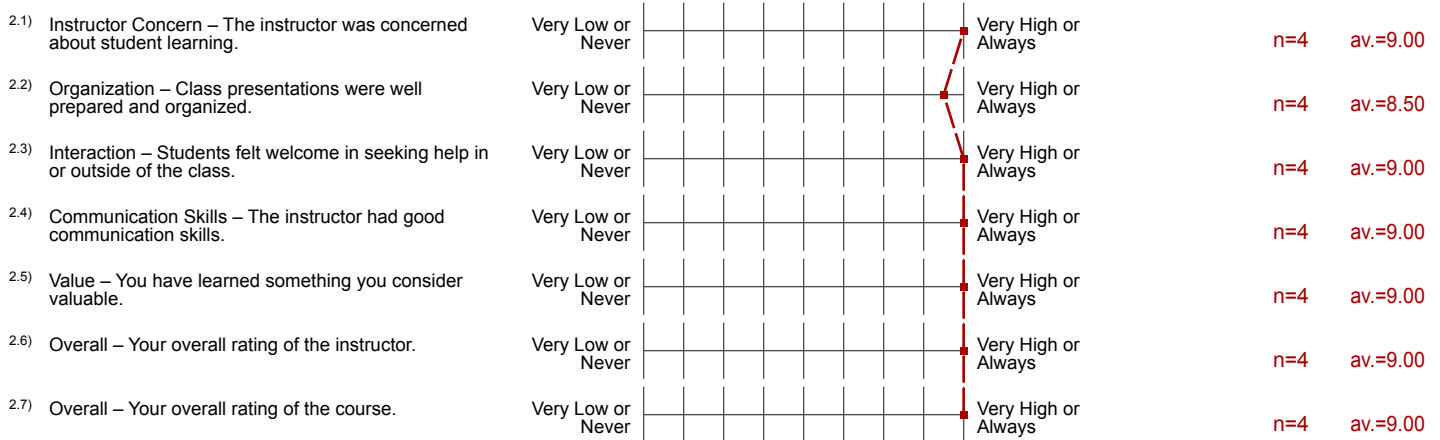 2.1) Instructor Concern – The instructor was concerned about student learning. Very Low or Never Very High or Always n=4 av.=9.00
2.2) Organization – Class presentations were well prepared and organized. Very Low or Never Very High or Always n=4 av.=8.50
2.3) Interaction – Students felt welcome in seeking help in or outside of the class. Very Low or Never Very High or Always n=4 av.=9.00
2.4) Communication Skills – The instructor had good communication skills. Very Low or Never Very High or Always n=4 av.=9.00
2.5) Value – You have learned something you consider valuable. Very Low or Never Very High or Always n=4 av.=9.00
2.6) Overall – Your overall rating of the instructor. Very Low or Never Very High or Always n=4 av.=9.00
2.7) Overall – Your overall rating of the course. Very Low or Never Very High or Always n=4 av.=9.00